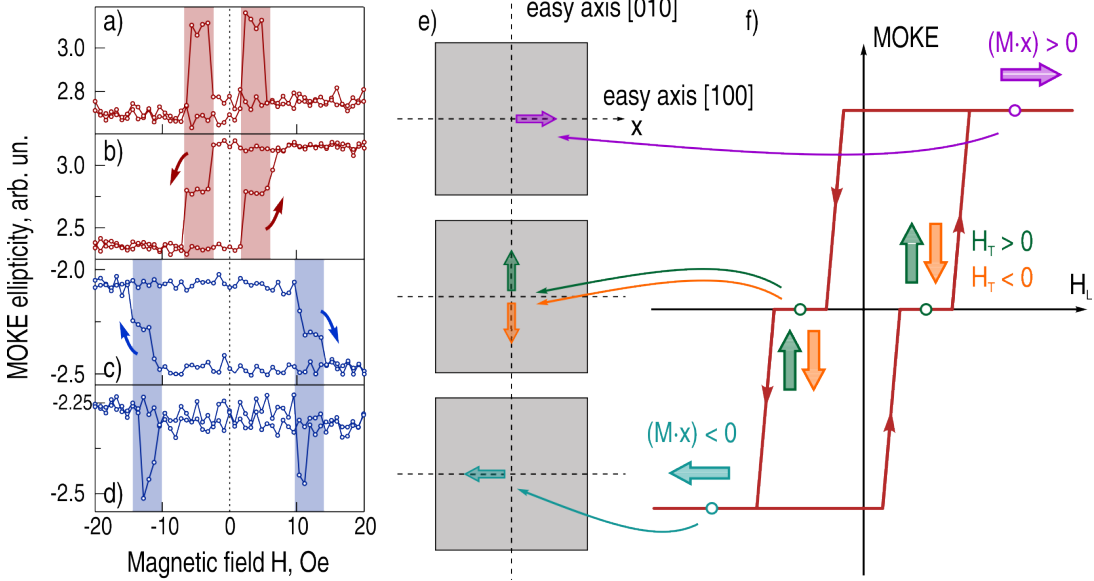 a)
3.0
2.8
b)
3.0
2.5
-2.0
c)
-2.5
-2.25
d)
-2.5
-20 -10 0 10 20
Magnetic field H, Oe
MOKE ellipticity, arb. un.
e)
easy axis [010]
easy axis [100]
x
f)
MOKE
(M·x) > 0
H_T > 0
H_T < 0
H_L
(M·x) < 0